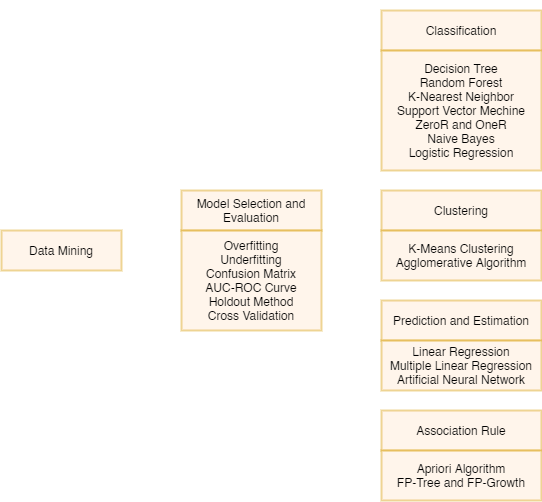 Data Mining
Model Selection and
Evaluation
Overfitting
Underfitting
Confusion Matrix
AUC-ROC Curve
Holdout Method
Cross Validation
Classification
Decision Tree
Random Forest
K-Nearest Neighbor
Support Vector Mechine
ZeroR and OneR
Naive Bayes
Logistic Regression
Clustering
K-Means Clustering
Agglomerative Algorithm
Prediction and Estimation
Linear Regression
Multiple Linear Regression
Artificial Neural Network
Association Rule
Apriori Algorithm
FP-Tree and FP-Growth